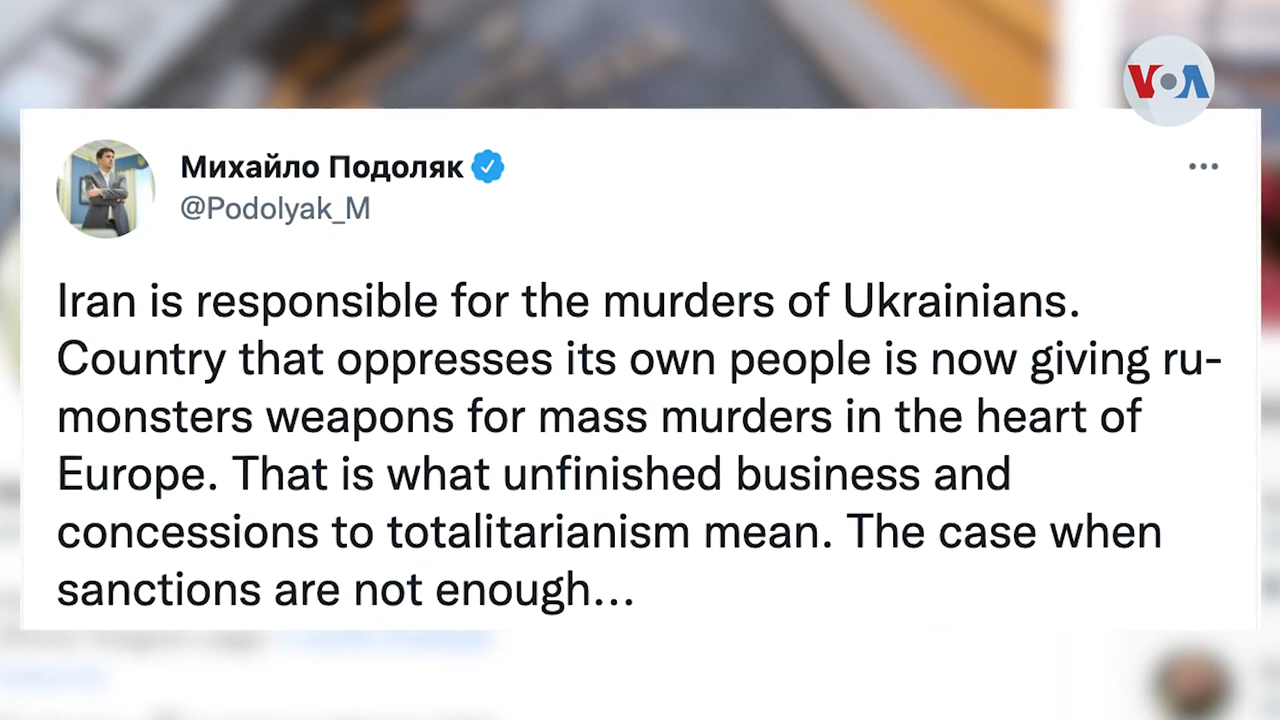 VOA
Михайло Подоляк
@Podolyak_M
Iran is responsible for the murders of Ukrainians.
Country that oppresses its own people is now giving ru-
monsters weapons for mass murders in the heart of
Europe. That is what unfinished business and
concessions to totalitarianism mean. The case when
sanctions are not enough...